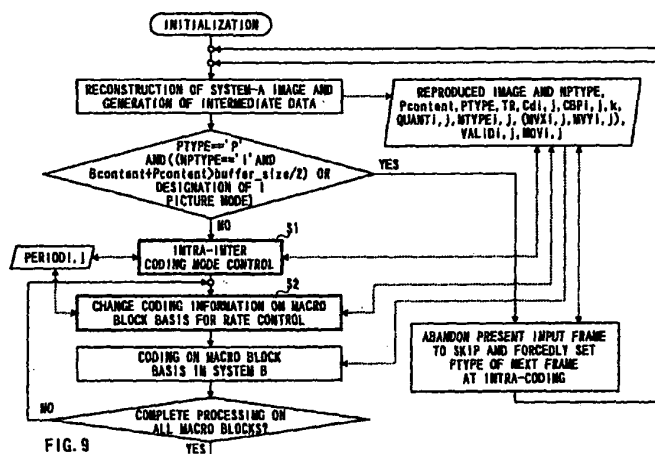 INITIALIZATION
RECONSTRUCTION OF SYSTEM-A IMAGE AND
GENERATION OF INTERMEDIATE DATA
REPRODUCED IMAGE AND NPTYPE,
Pcontent, PTYPE, TR, Cdi, j, CBPi, j, k,
QUANTi, j, MTYPEi, j, (MVXi, j, MVYi, j),
VALIDi, j, MOVi, j
PTYPE=='P'
AND((NPTYPE=='I' AND
Bcontent+Pcontent>buffer_size/2) OR
DESIGNATION OF I
PICTURE MODE)
YES
NO
S1
INTRA-INTER
CODING MODE CONTROL
PERIODi, j
S2
CHANGE CODING INFORMATION ON MACRO
BLOCK BASIS FOR RATE CONTROL
CODING ON MACRO BLOCK
BASIS IN SYSTEM B
ABANDON PRESENT INPUT FRAME
TO SKIP AND FORCEDLY SET
PTYPE OF NEXT FRAME
AT INTRA-CODING
NO
COMPLETE PROCESSING ON
ALL MACRO BLOCKS?
YES
FIG. 9